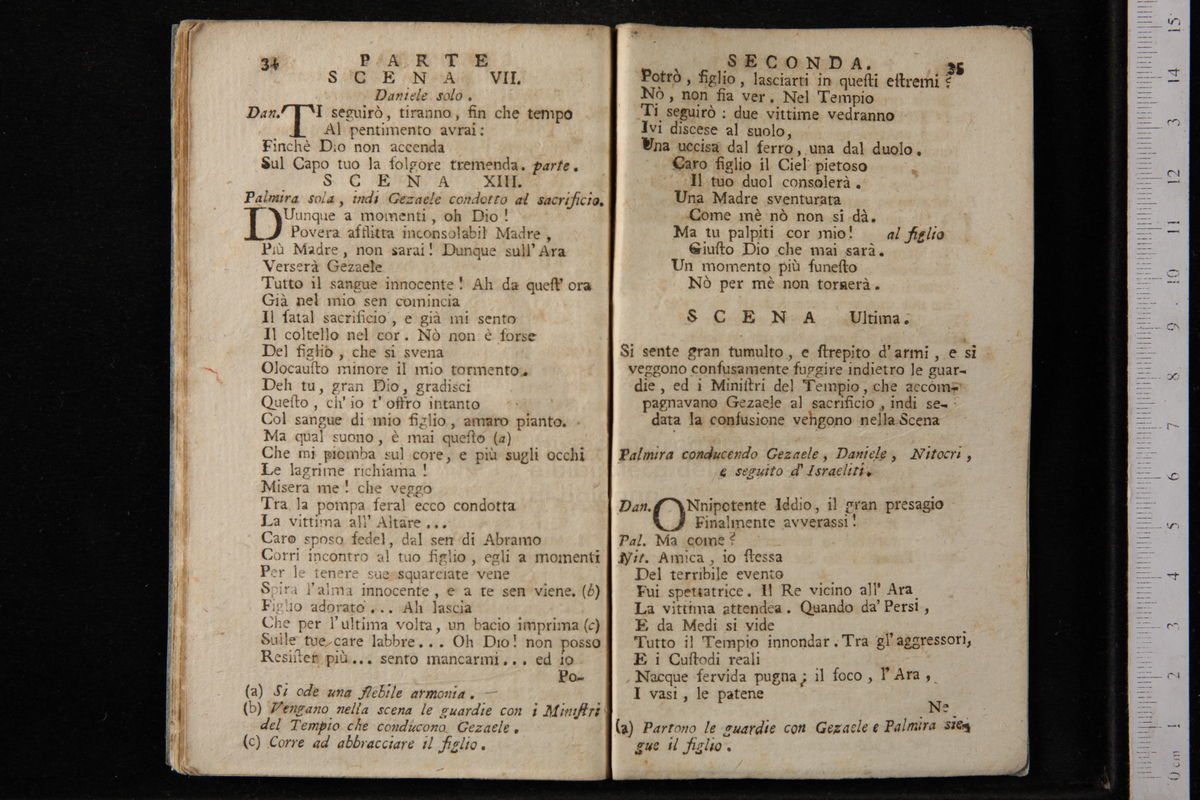 34
PARTE
SCENA VII.
Daniele solo.
Dan. TI seguirò, tiranno, fin che tempo
Al pentimento avrai:
Finchè Dio non accenda
Sul Capo tuo la folgore tremenda. parte.
SCENA XIII.
Palmira sola, indi Gezaele condotto al sacrificio.
DUunque a momenti, oh Dio!
Povera afflitta inconsolabil Madre,
Più Madre, non sarai! Dunque sull' Ara
Verserà Gezaele
Tutto il sangue innocente! Ah da queſt' ora
Già nel mio sen comincia
Il fatal sacrificio, e già mi sento
Il coltello nel cor. Nò non è forse
Del figliò, che si svena
Olocauſto minore il mio tormento.
Deh tu, gran Dio, gradisci
Queſto, ch' io t' offro intanto
Col sangue di mio figlio, amaro pianto.
Ma qual suono, è mai queſto (a)
Che mi piomba sul core, e più sugli occhi
Le lagrime richiama!
Misera me! che veggo
Tra la pompa feral ecco condotta
La vittima all' Altare...
Caro sposo fedel, dal sen di Abramo
Corri incontro al tuo figlio, egli a momenti
Per le tenere sue squarciate vene
Spira l'alma innocente, e a te sen viene. (b)
Figlio adorato... Ah lascia
Che per l'ultima volta, un bacio imprima (c)
Sulle tue care labbre... Oh Dio! non posso
Resiſter più... sento mancarmi... ed io
Po-
(a) Si ode una flebile armonia.
(b) Vengano nella scena le guardie con i Miniſtri
del Tempio che conducono Gezaele.
(c) Corre ad abbracciare il figlio.
SECONDA.
35
Potrò, figlio, lasciarti in queſti eſtremi?
Nò, non fia ver. Nel Tempio
Ti seguirò: due vittime vedranno
Ivi discese al suolo,
Una uccisa dal ferro, una dal duolo.
Caro figlio il Ciel pietoso
Il tuo duol consolerà.
Una Madre sventurata
Come mè nò non si dà.
Ma tu palpiti cor mio! al figlio
Giuſto Dio che mai sarà.
Un momento più funeſto
Nò per mè non tornerà.
SCENA Ultima.
Si sente gran tumulto, e ſtrepito d' armi, e si
veggono confusamente fuggire indietro le guar-
die, ed i Miniſtri del Tempio, che accom-
pagnavano Gezaele al sacrificio, indi se-
data la confusione vengono nella Scena
Palmira conducendo Gezaele, Daniele, Nitocri,
e seguito d' Israeliti.
Dan. ONnipotente Iddio, il gran presagio
Finalmente avverassi!
Pal. Ma come?
Nit. Amica, io ſtessa
Del terribile evento
Fui spettatrice. Il Re vicino all' Ara
La vittima attendea. Quando da' Persi,
E da Medi si vide
Tutto il Tempio innondar. Tra gl' aggressori,
E i Cuſtodi reali
Nacque fervida pugna; il foco, l' Ara,
I vasi, le patene
Ne
(a) Partono le guardie con Gezaele e Palmira sie-
gue il figlio.
15
14
3
12
11
10
9
8
7
6
5
4
3
2
1
0 cm